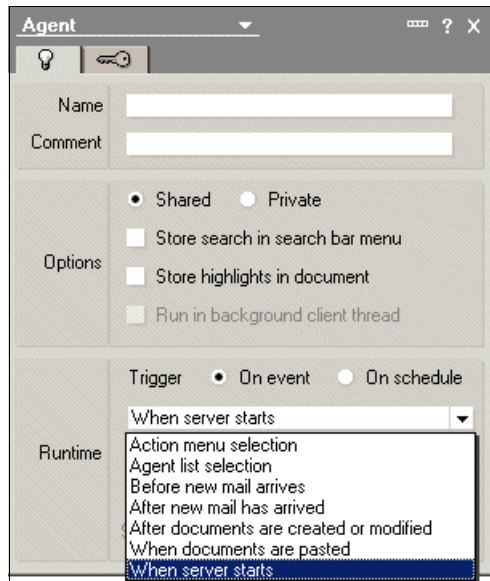 Agent
? X
Name
Comment
Options
Shared Private
Store search in search bar menu
Store highlights in document
Run in background client thread
Runtime
Trigger On event On schedule
When server starts
Action menu selection
Agent list selection
Before new mail arrives
After new mail has arrived
After documents are created or modified
When documents are pasted
When server starts